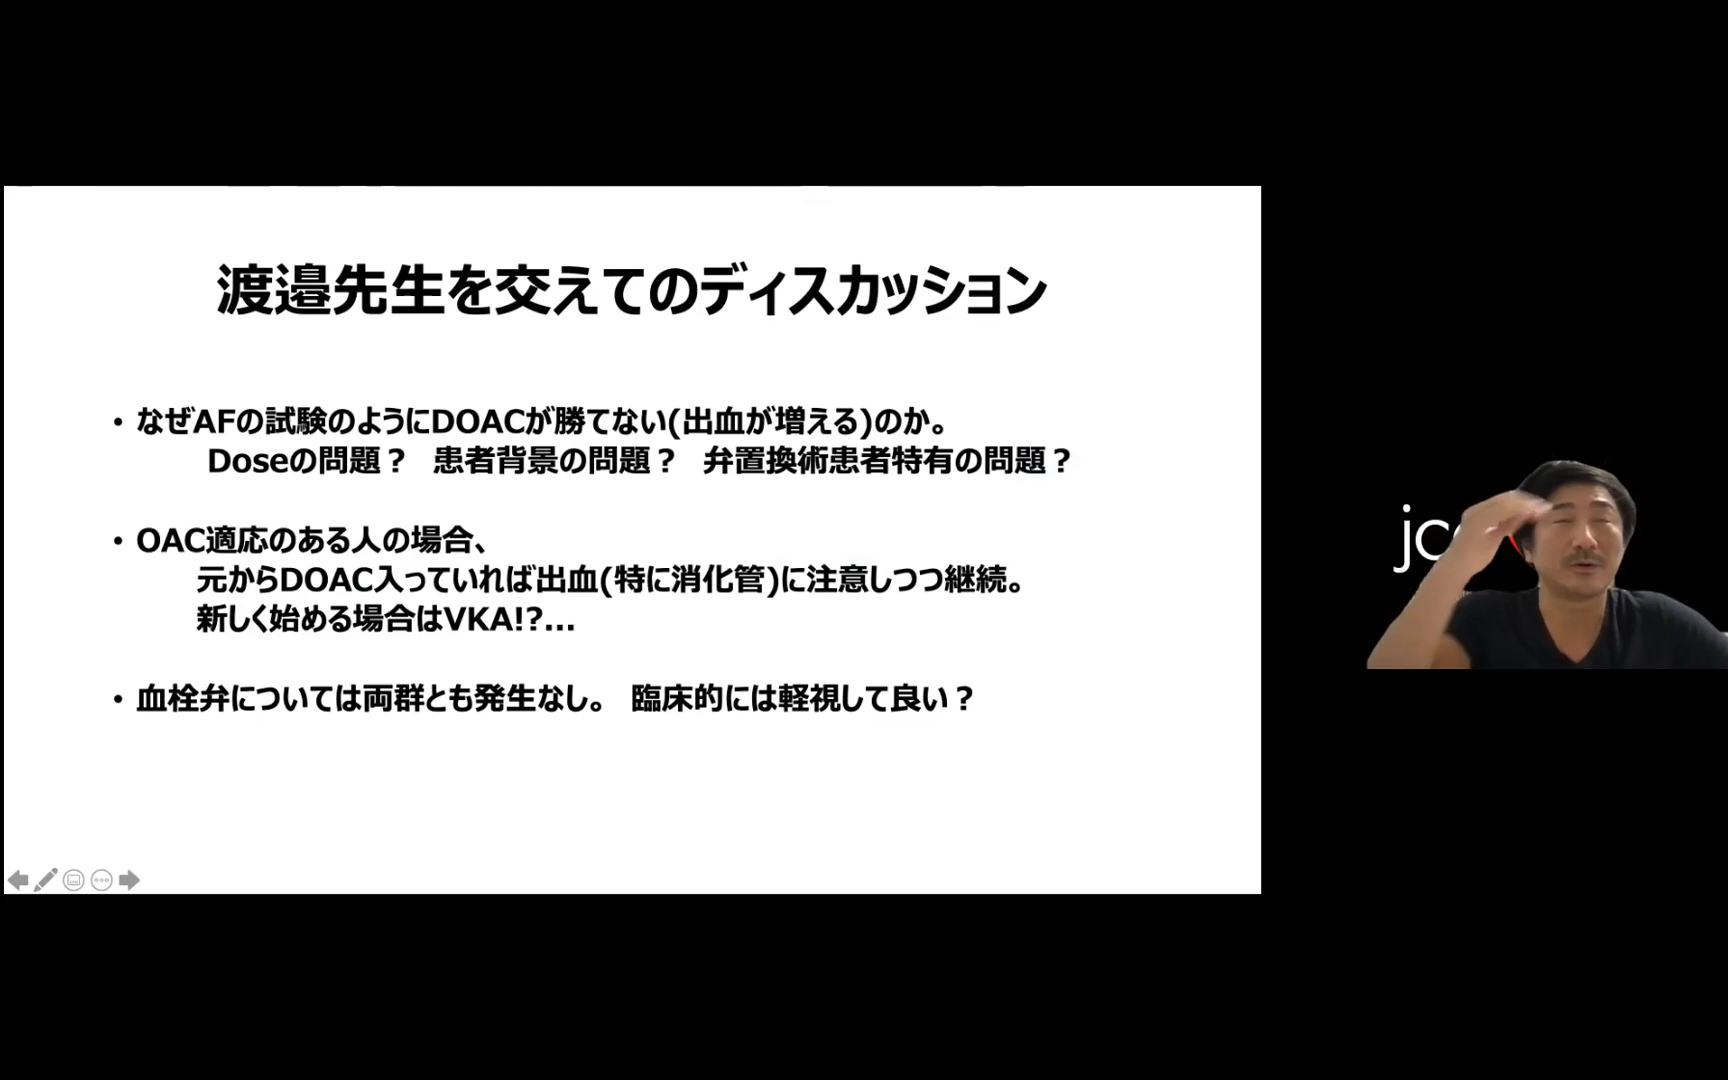 渡邉先生を交えてのディスカッション
• なぜAFの試験のようにDOACが勝てない(出血が増える)のか。
Doseの問題？ 患者背景の問題？ 弁置換術患者特有の問題？
• OAC適応のある人の場合、
元からDOAC入っていれば出血(特に消化管)に注意しつつ継続。
新しく始める場合はVKA!?...
• 血栓弁については両群とも発生なし。 臨床的には軽視して良い？